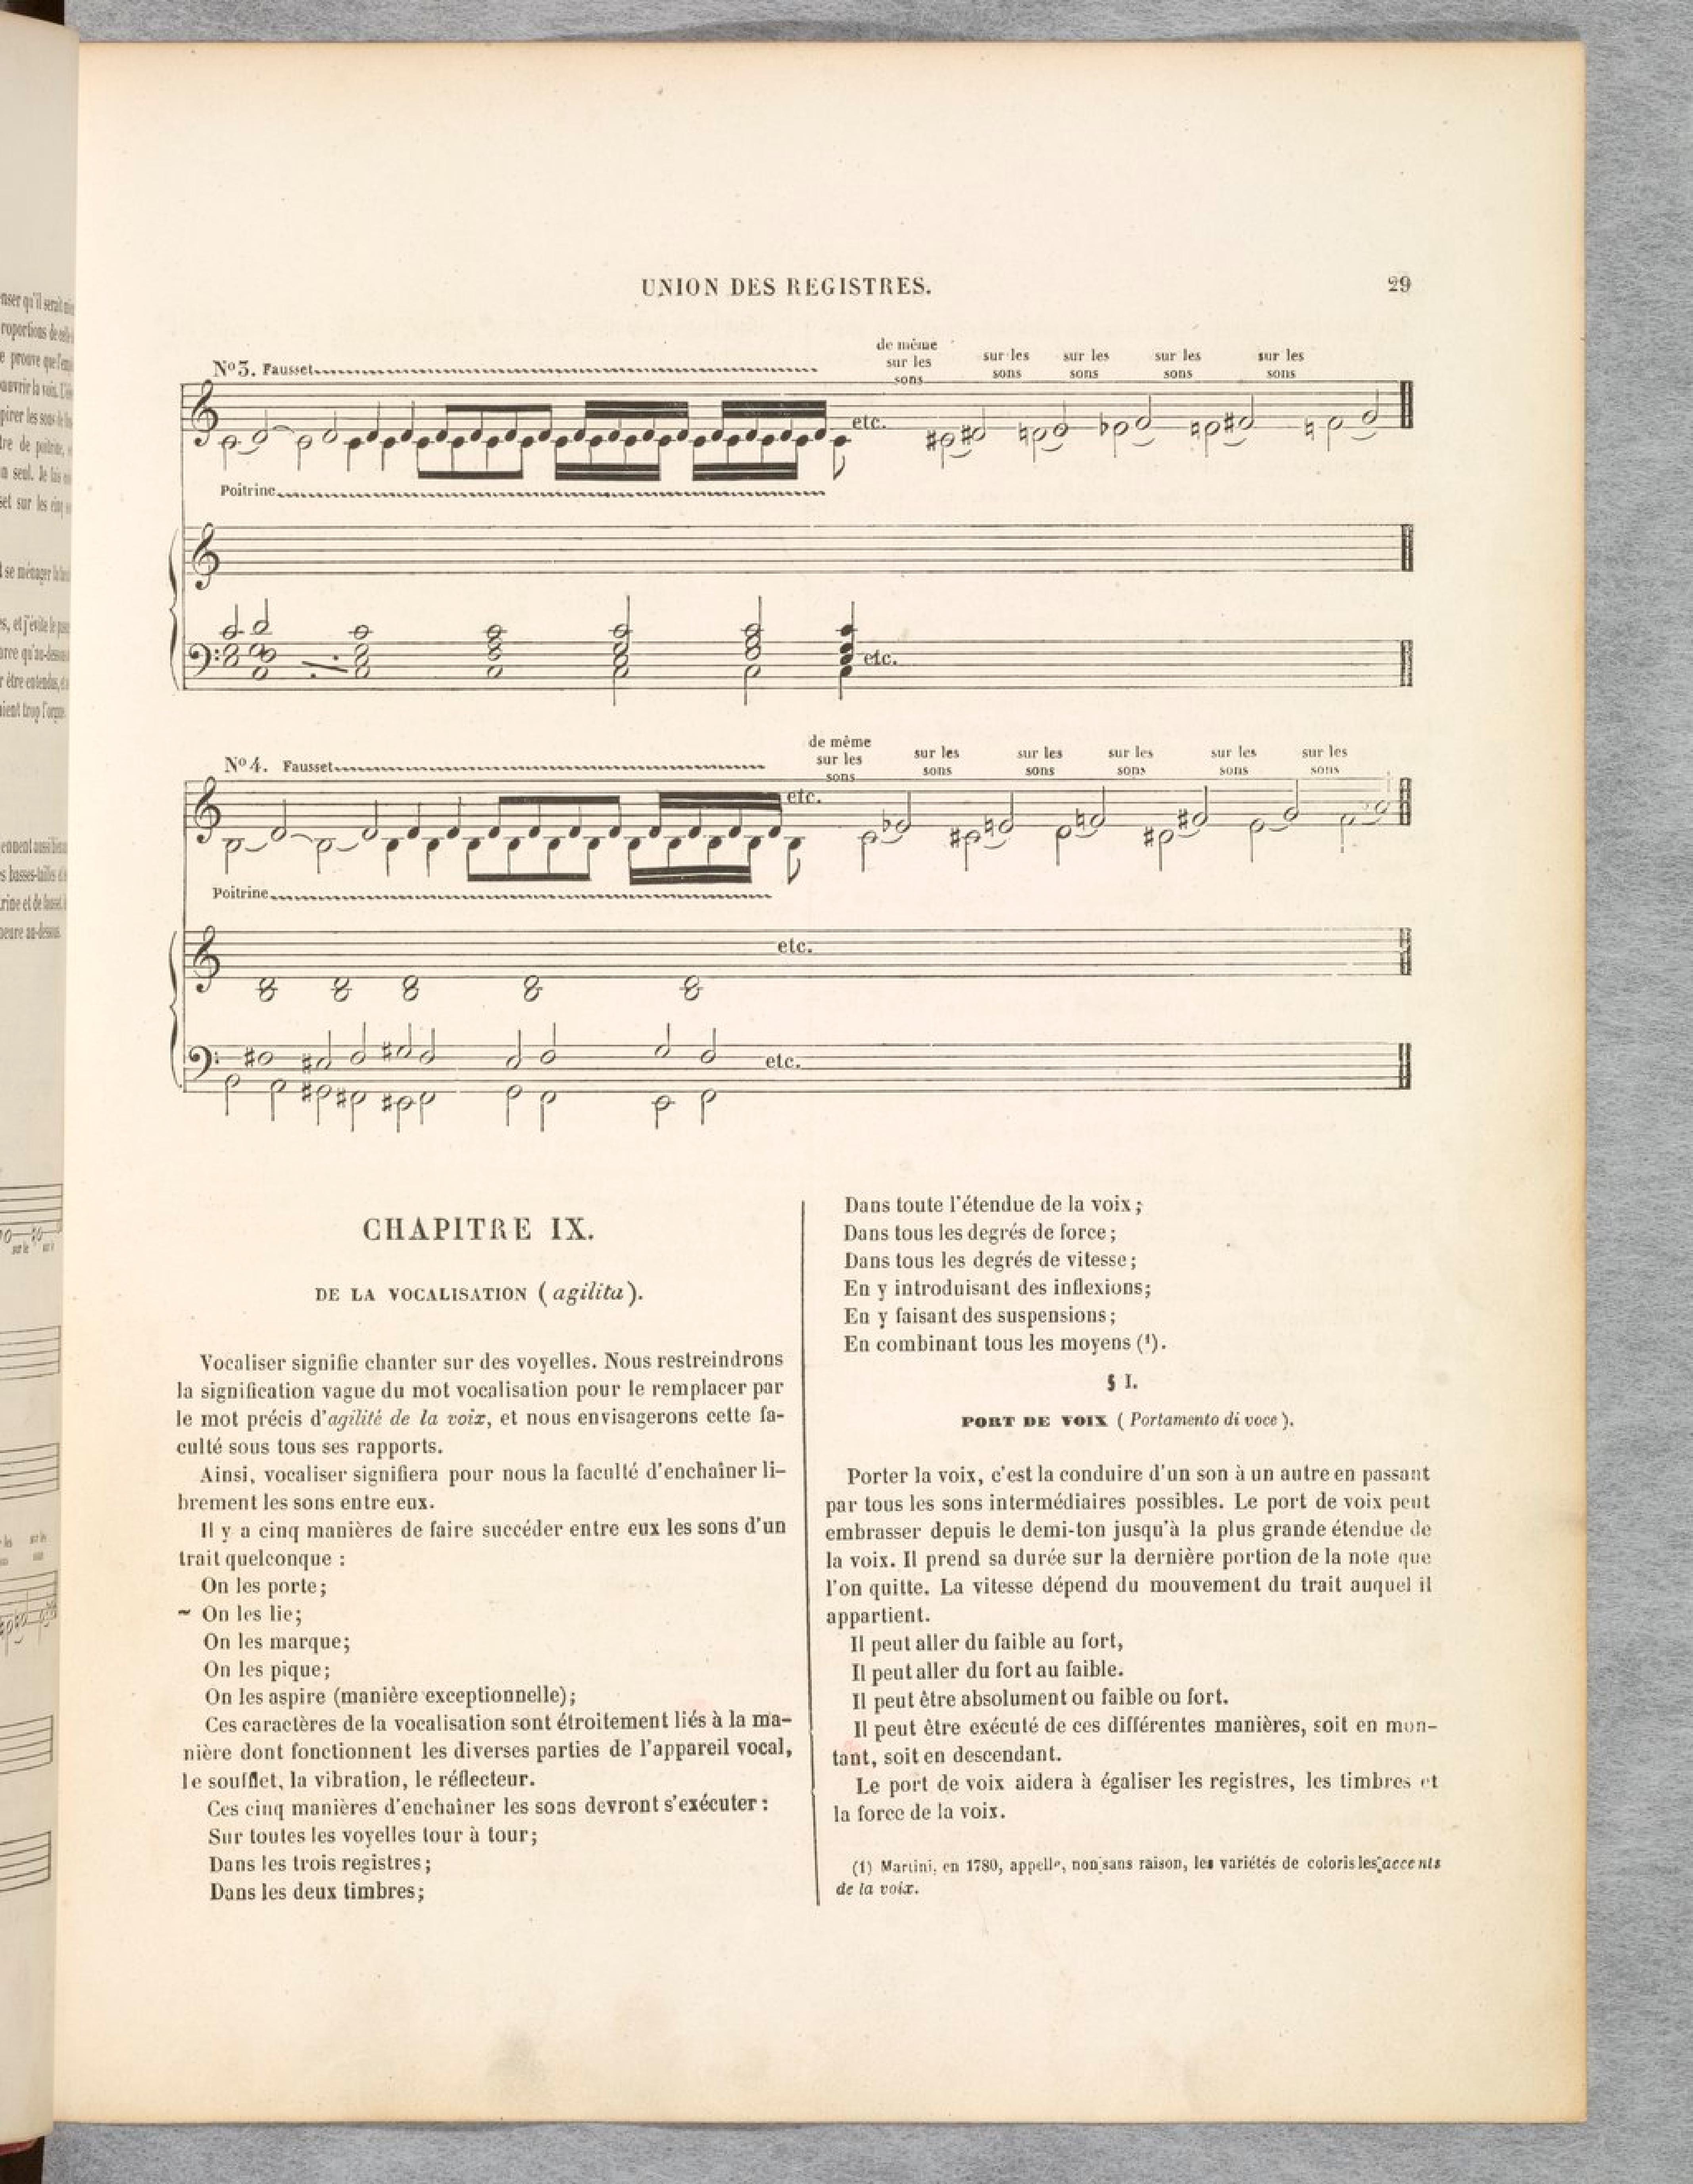 UNION DES REGISTRES.
29
de même
sur les
sons
sur les
sons
sur les
sons
sur les
sons
sur les
sons
No 3. Fausset
etc.
Poitrine
etc.
de même
sur les
sons
sur les
sons
sur les
sons
sur les
sons
sur les
sons
sur les
sons
No 4. Fausset
etc.
Poitrine
etc.
etc.
CHAPITRE IX.
DE LA VOCALISATION (agilita).
Vocaliser signifie chanter sur des voyelles. Nous restreindrons
la signification vague du mot vocalisation pour le remplacer par
le mot précis d'agilité de la voix, et nous envisagerons cette fa-
culté sous tous ses rapports.
Ainsi, vocaliser signifiera pour nous la faculté d'enchaîner li-
brement les sons entre eux.
Il y a cinq manières de faire succéder entre eux les sons d'un
trait quelconque :
On les porte;
~ On les lie;
On les marque;
On les pique;
On les aspire (manière exceptionnelle);
Ces caractères de la vocalisation sont étroitement liés à la ma-
nière dont fonctionnent les diverses parties de l'appareil vocal,
le soufflet, la vibration, le réflecteur.
Ces cinq manières d'enchaîner les sons devront s'exécuter :
Sur toutes les voyelles tour à tour;
Dans les trois registres;
Dans les deux timbres;
Dans toute l'étendue de la voix;
Dans tous les degrés de force;
Dans tous les degrés de vitesse;
En y introduisant des inflexions;
En y faisant des suspensions;
En combinant tous les moyens (1).
§ I.
PORT DE VOIX (Portamento di voce).
Porter la voix, c'est la conduire d'un son à un autre en passant
par tous les sons intermédiaires possibles. Le port de voix peut
embrasser depuis le demi-ton jusqu'à la plus grande étendue de
la voix. Il prend sa durée sur la dernière portion de la note que
l'on quitte. La vitesse dépend du mouvement du trait auquel il
appartient.
Il peut aller du faible au fort,
Il peut aller du fort au faible.
Il peut être absolument ou faible ou fort.
Il peut être exécuté de ces différentes manières, soit en mon-
tant, soit en descendant.
Le port de voix aidera à égaliser les registres, les timbres et
la force de la voix.
(1) Martini, en 1780, appelle, non sans raison, les variétés de coloris les accents
de la voix.